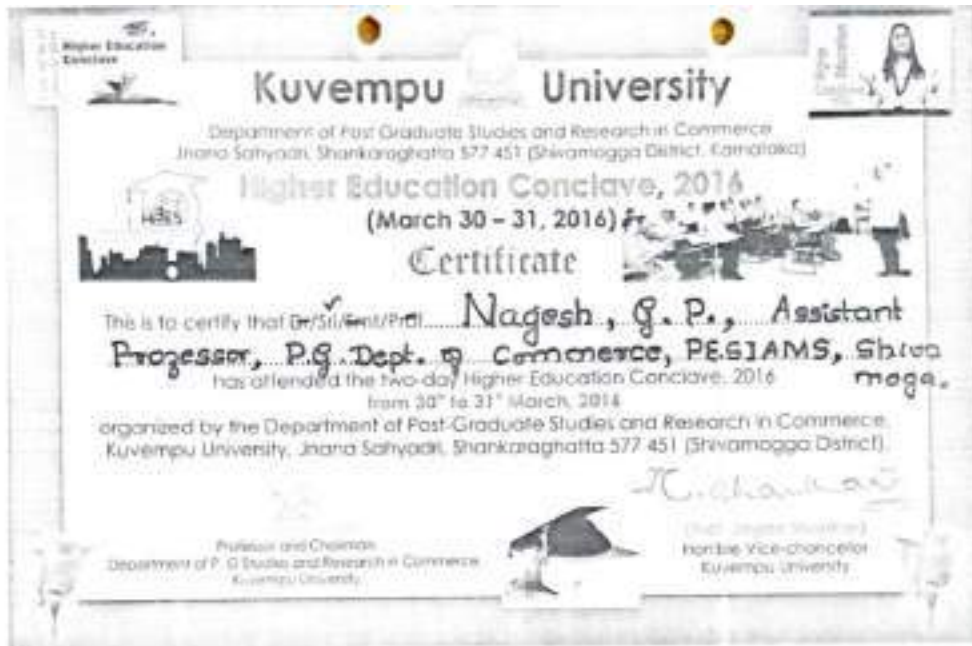 Higher Education
Conclave
Higher
Education
Kuvempu University
Department of Post Graduate Studies and Research in Commerce
Jnana Sahyadri, Shankaraghatta 577 451 (Shivamogga District, Karnataka)
Higher Education Conclave, 2016
(March 30 – 31, 2016)
Certificate
This is to certify that Dr/Sri/Smt/Prof. Nagesh, G. P., Assistant
Professor, P.G. Dept. of Commerce, PESIAMS, Shiva
moga.
has attended the two-day Higher Education Conclave, 2016
from 30th to 31st March, 2016
organized by the Department of Post-Graduate Studies and Research in Commerce,
Kuvempu University, Jnana Sahyadri, Shankaraghatta 577 451 (Shivamogga District).
Professor and Chairman
Department of P. G Studies and Research in Commerce
Kuvempu University
Hon'ble Vice-chancellor
Kuvempu University